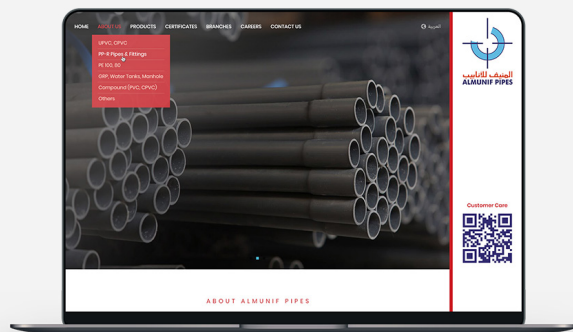 HOME ABOUT US PRODUCTS CERTIFICATES BRANCHES CAREERS CONTACT US
العربية
UPVC, CPVC
PP-R Pipes & Fittings
PE 100, 80
GRP, Water Tanks, Manhole
Compound (PVC, CPVC)
Others
المنيف للأنابيب
ALMUNIF PIPES
Customer Care
ABOUT ALMUNIF PIPES